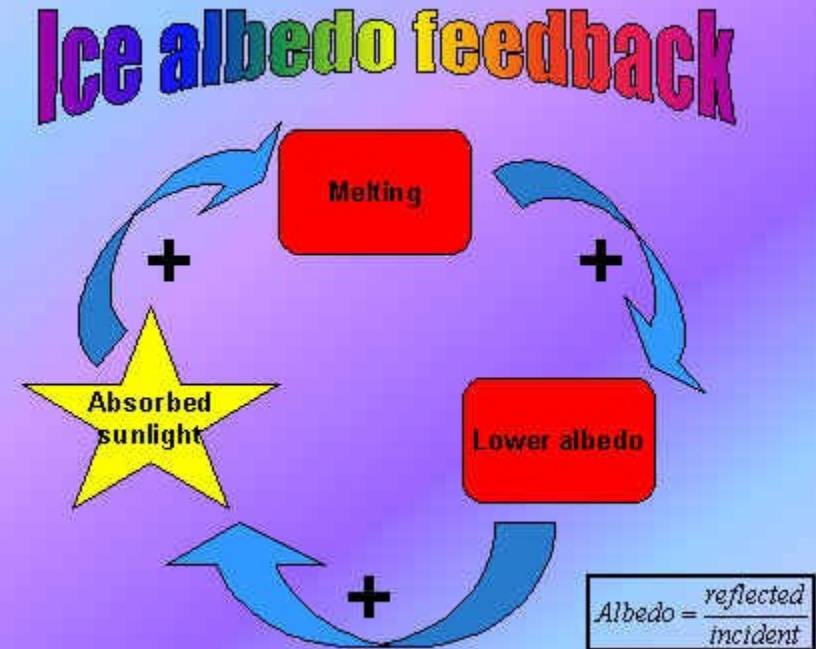 Ice albedo feedback
Melting
+
+
Absorbed
sunlight
Lower albedo
+
Albedo = reflected / incident